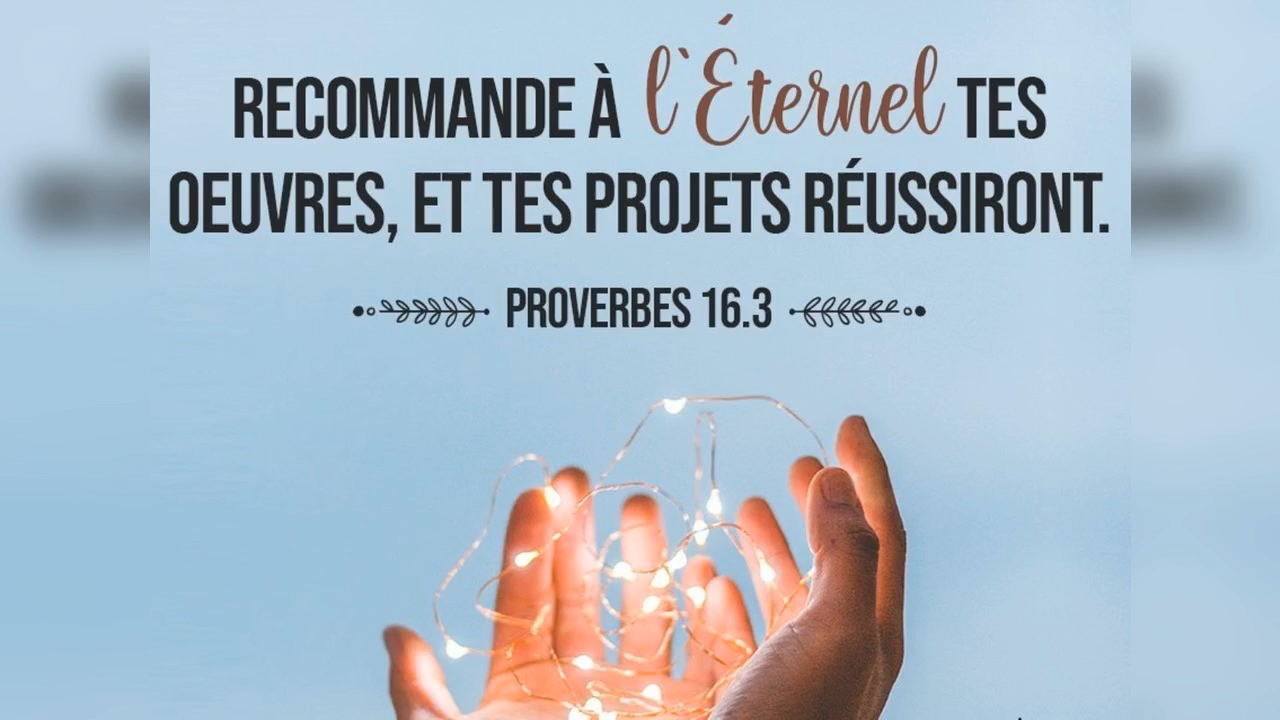 RECOMMANDE À l'Éternel TES
OEUVRES, ET TES PROJETS RÉUSSIRONT.
PROVERBES 16.3